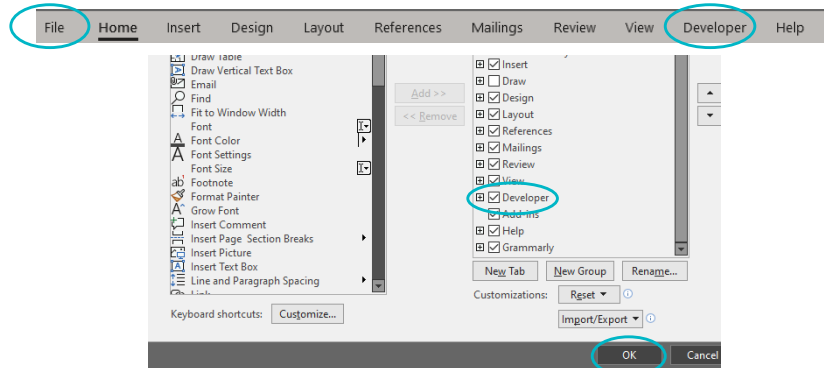 File Home Insert Design Layout References Mailings Review View Developer Help
Draw Table
Draw Vertical Text Box
Email
Find
Fit to Window Width
Font
Font Color
Font Settings
Font Size
Footnote
Format Painter
Grow Font
Insert Comment
Insert Page Section Breaks
Insert Picture
Insert Text Box
Line and Paragraph Spacing
Link
Keyboard shortcuts: Customize...
Add >>
<< Remove
Insert
Draw
Design
Layout
References
Mailings
Review
View
Developer
Add-ins
Help
Grammarly
New Tab New Group Rename...
Customizations: Reset
Import/Export
OK Cancel